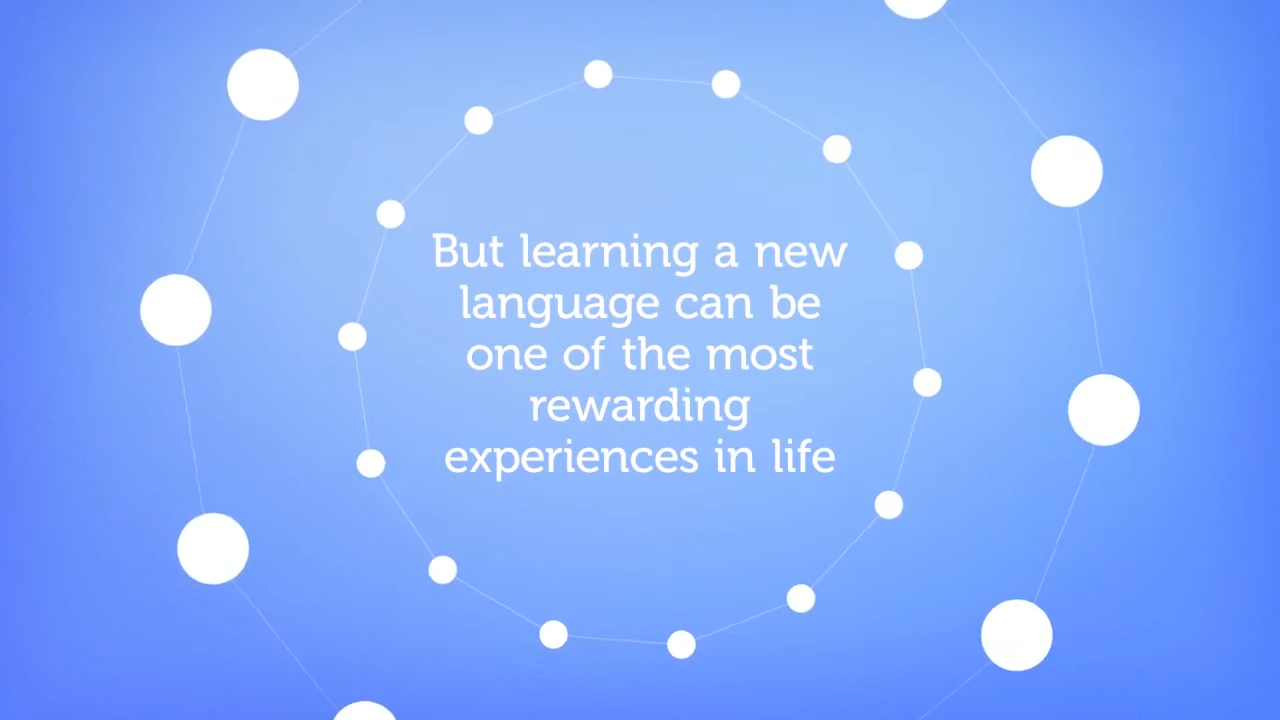 But learning a new
language can be
one of the most
rewarding
experiences in life